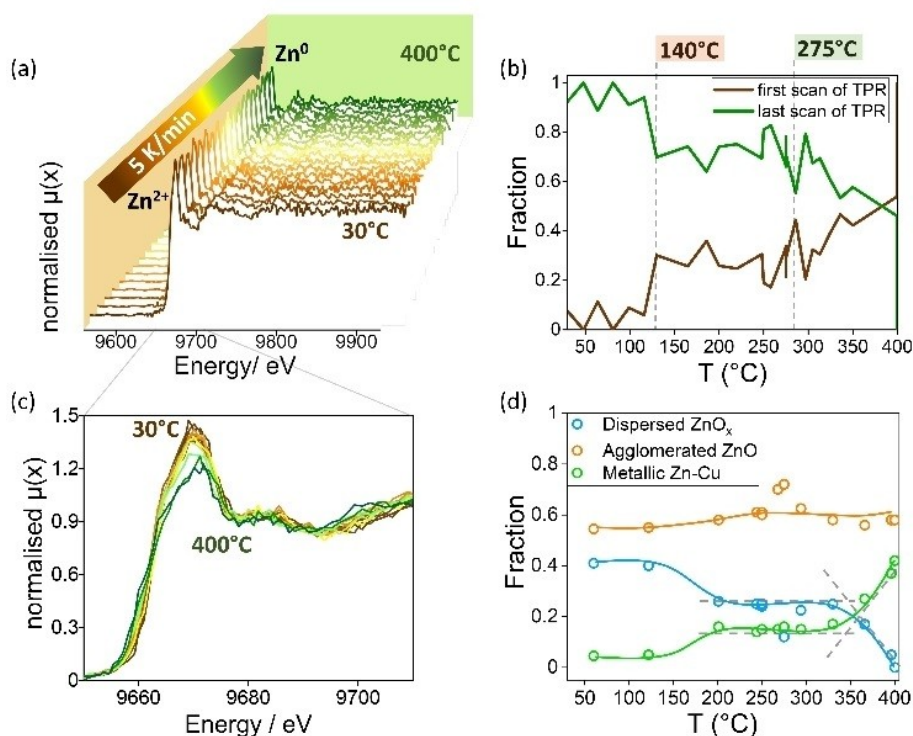 (a)
Zn⁰
400°C
5 K/min
Zn²⁺
30°C
normalised μ(x)
9600 9700 9800 9900
Energy/ eV
140°C 275°C
(b)
first scan of TPR
last scan of TPR
Fraction
1
0.8
0.6
0.4
0.2
0
50 100 150 200 250 300 350 400
T (°C)
(c)
30°C
400°C
normalised μ(x)
1.5
1.2
0.9
0.6
0.3
0
9660 9680 9700
Energy / eV
(d)
Dispersed ZnOₓ
Agglomerated ZnO
Metallic Zn-Cu
Fraction
1
0.8
0.6
0.4
0.2
0
50 100 150 200 250 300 350 400
T (°C)